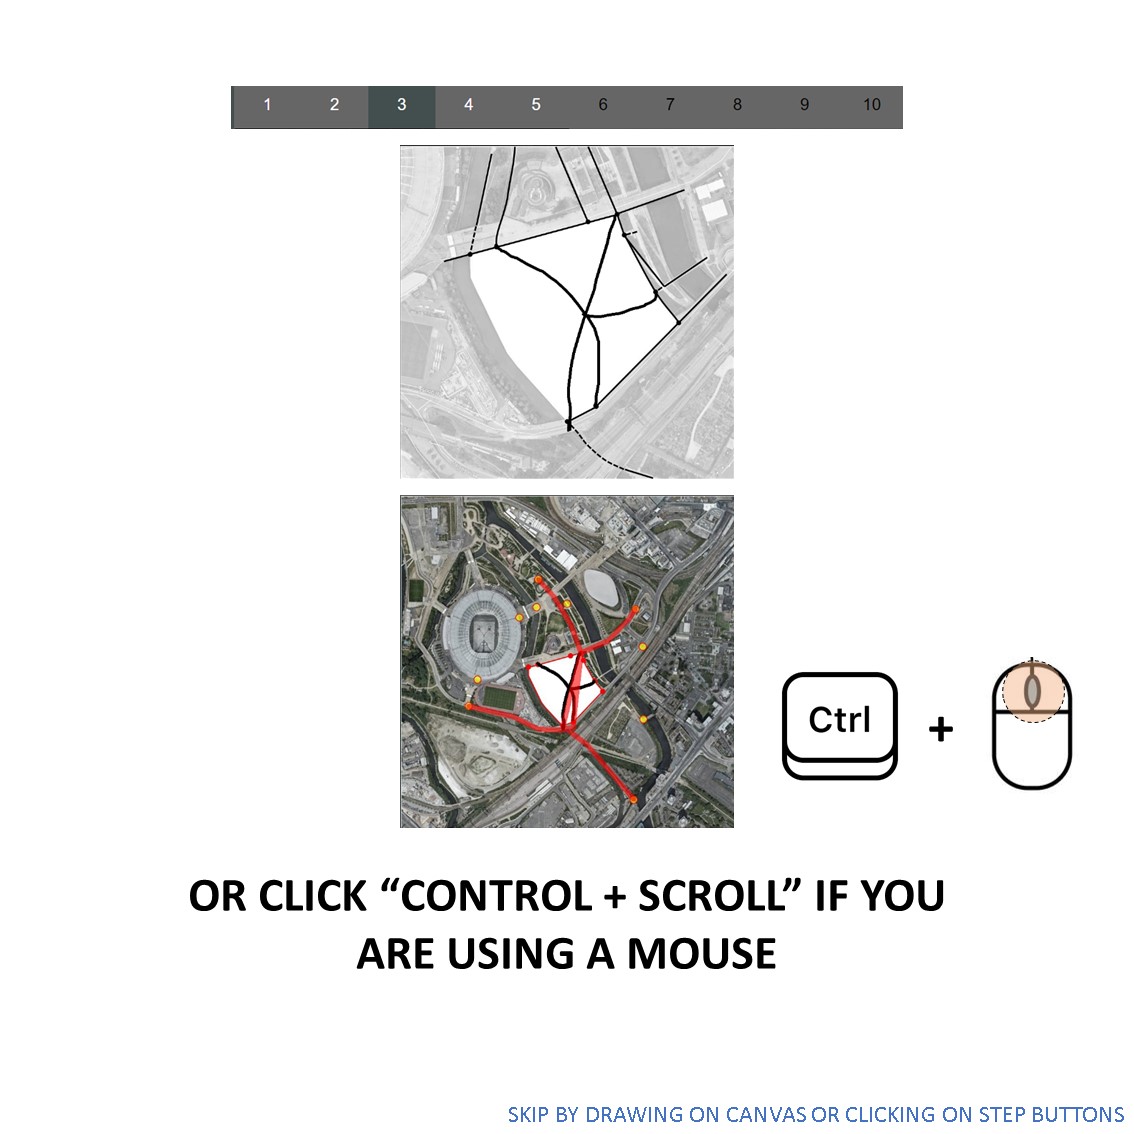 1 2 3 4 5 6 7 8 9 10
Ctrl +
OR CLICK “CONTROL + SCROLL” IF YOU
ARE USING A MOUSE
SKIP BY DRAWING ON CANVAS OR CLICKING ON STEP BUTTONS